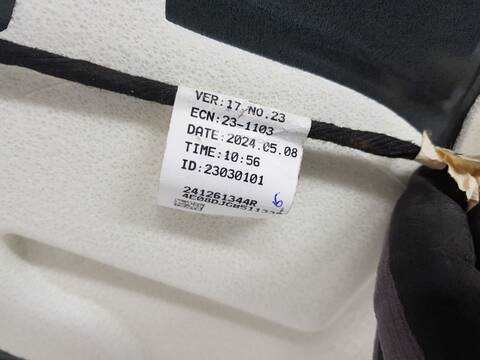 VER:17 NO.23
ECN:23-1103
DATE:2024.05.08
TIME:10:56
ID:23030101
241261344R